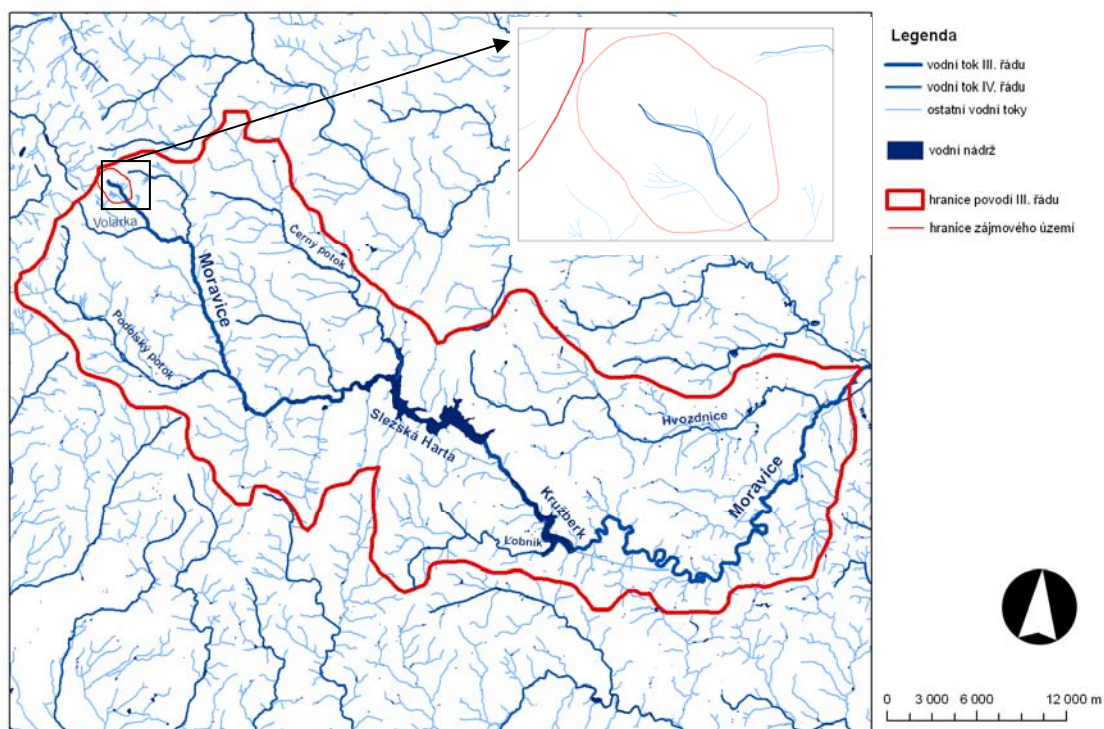 Legenda
vodní tok III. řádu
vodní tok IV. řádu
ostatní vodní toky
vodní nádrž
hranice povodí III. řádu
hranice zájmového území
Volárka
Moravice
Černý potok
Podolský potok
Slezská Harta
Hvozdnice
Kružberk
Moravice
Lobník
0 3 000 6 000 12 000 m